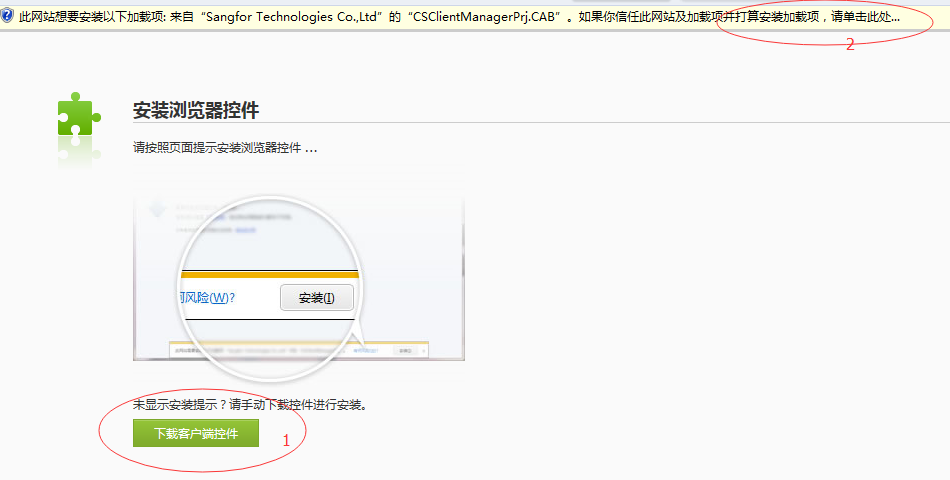 此网站想要安装以下加载项: 来自“Sangfor Technologies Co.,Ltd”的“CSClientManagerPrj.CAB”。如果你信任此网站及加载项并打算安装加载项，请单击此处...
2
安装浏览器控件
请按照页面提示安装浏览器控件 ...
风险(W)?
安装(I)
未显示安装提示？请手动下载控件进行安装。
下载客户端控件
1